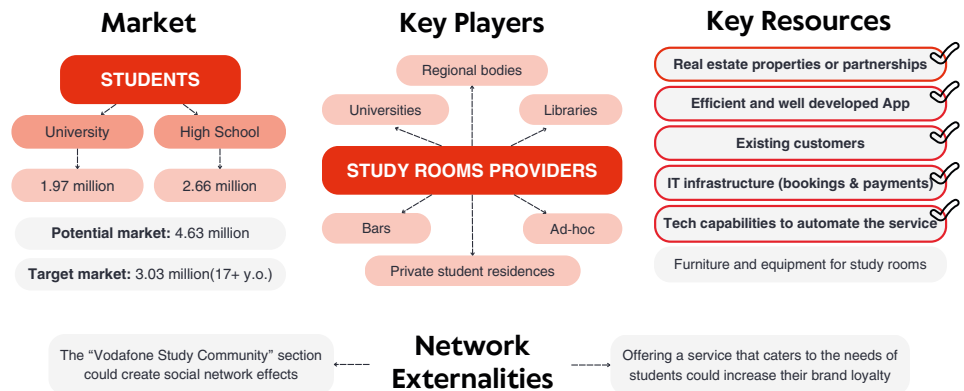 Market
STUDENTS
University
High School
1.97 million
2.66 million
Potential market: 4.63 million
Target market: 3.03 million(17+ y.o.)
Key Players
Regional bodies
Universities
Libraries
STUDY ROOMS PROVIDERS
Bars
Ad-hoc
Private student residences
Key Resources
Real estate properties or partnerships
Efficient and well developed App
Existing customers
IT infrastructure (bookings & payments)
Tech capabilities to automate the service
Furniture and equipment for study rooms
Network
Externalities
The “Vodafone Study Community” section
could create social network effects
Offering a service that caters to the needs of
students could increase their brand loyalty